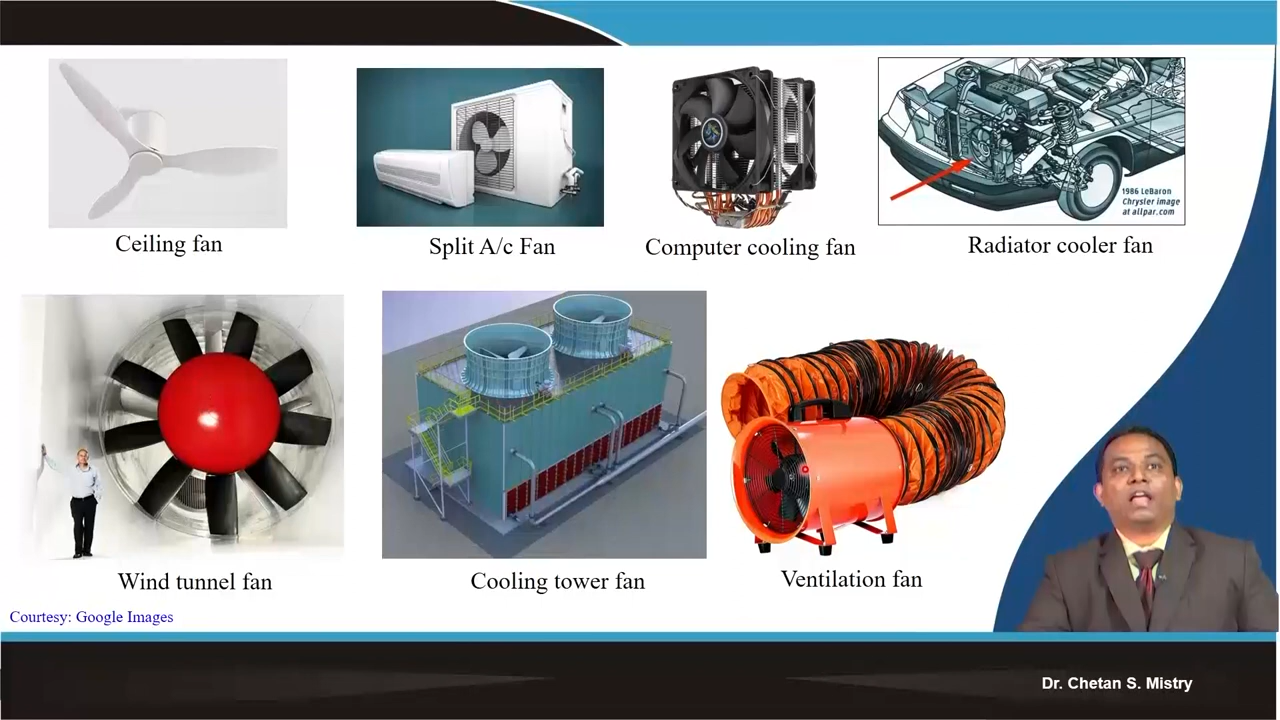 Ceiling fan
Split A/c Fan
Computer cooling fan
1986 LeBaron
Chrysler image
at allpar.com
Radiator cooler fan
Wind tunnel fan
Cooling tower fan
Ventilation fan
Courtesy: Google Images
Dr. Chetan S. Mistry